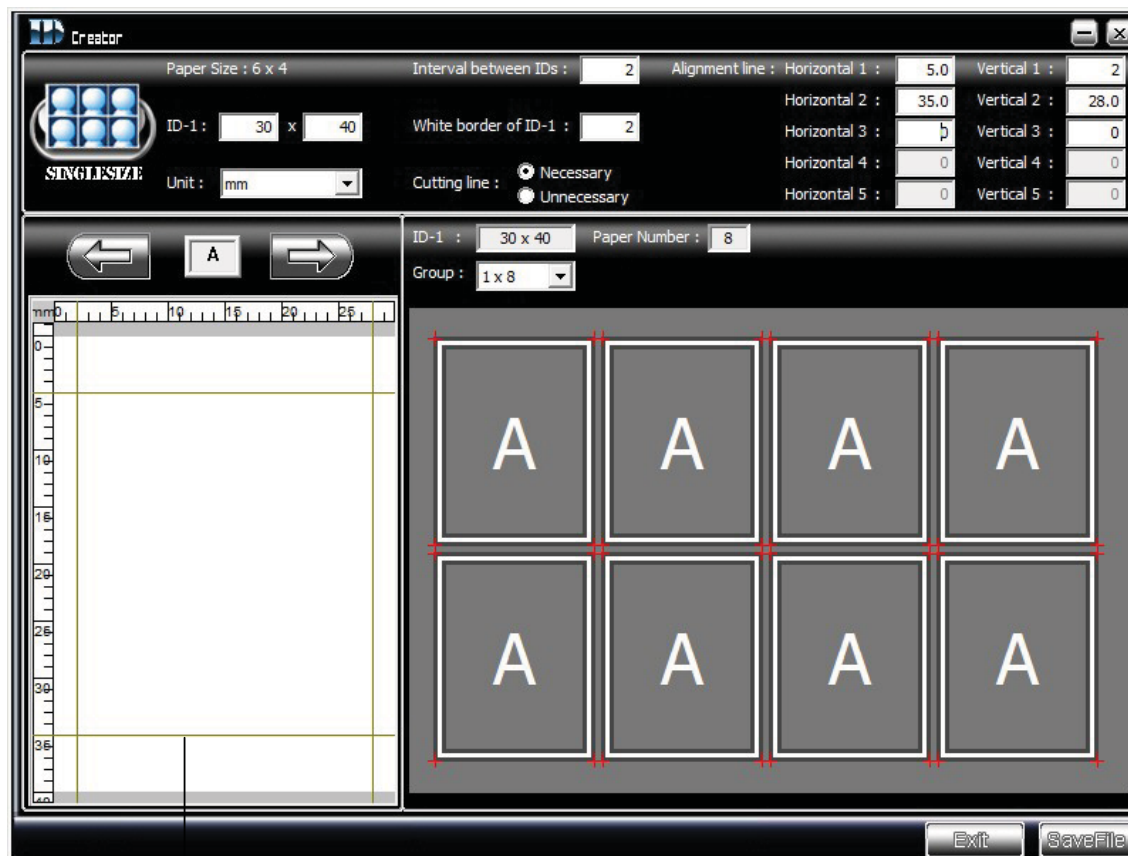 ID Creator
Paper Size : 6 x 4
Interval between IDs : 2
Alignment line : Horizontal 1 : 5.0 Vertical 1 : 2
Horizontal 2 : 35.0 Vertical 2 : 28.0
ID-1 : 30 x 40
White border of ID-1 : 2
Horizontal 3 : 0 Vertical 3 : 0
SINGLESIZE
Unit : mm
Cutting line : Necessary
Unnecessary
Horizontal 4 : 0 Vertical 4 : 0
Horizontal 5 : 0 Vertical 5 : 0
A
ID-1 : 30 x 40 Paper Number : 8
Group : 1 x 8
mm 0 5 10 15 20 25
0
5
10
15
20
25
30
35
40
A A A A
A A A A
Exit SaveFile